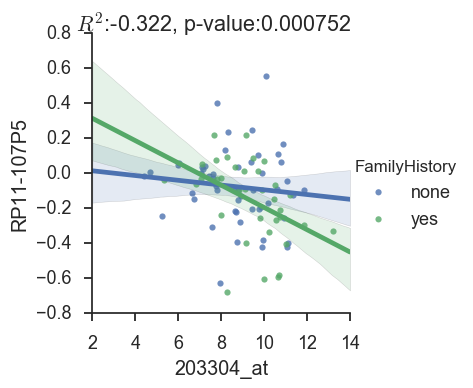 R²:-0.322, p-value:0.000752
0.8
0.6
0.4
0.2
0.0
−0.2
−0.4
−0.6
−0.8
RP11-107P5
2 4 6 8 10 12 14
203304_at
FamilyHistory
none
yes